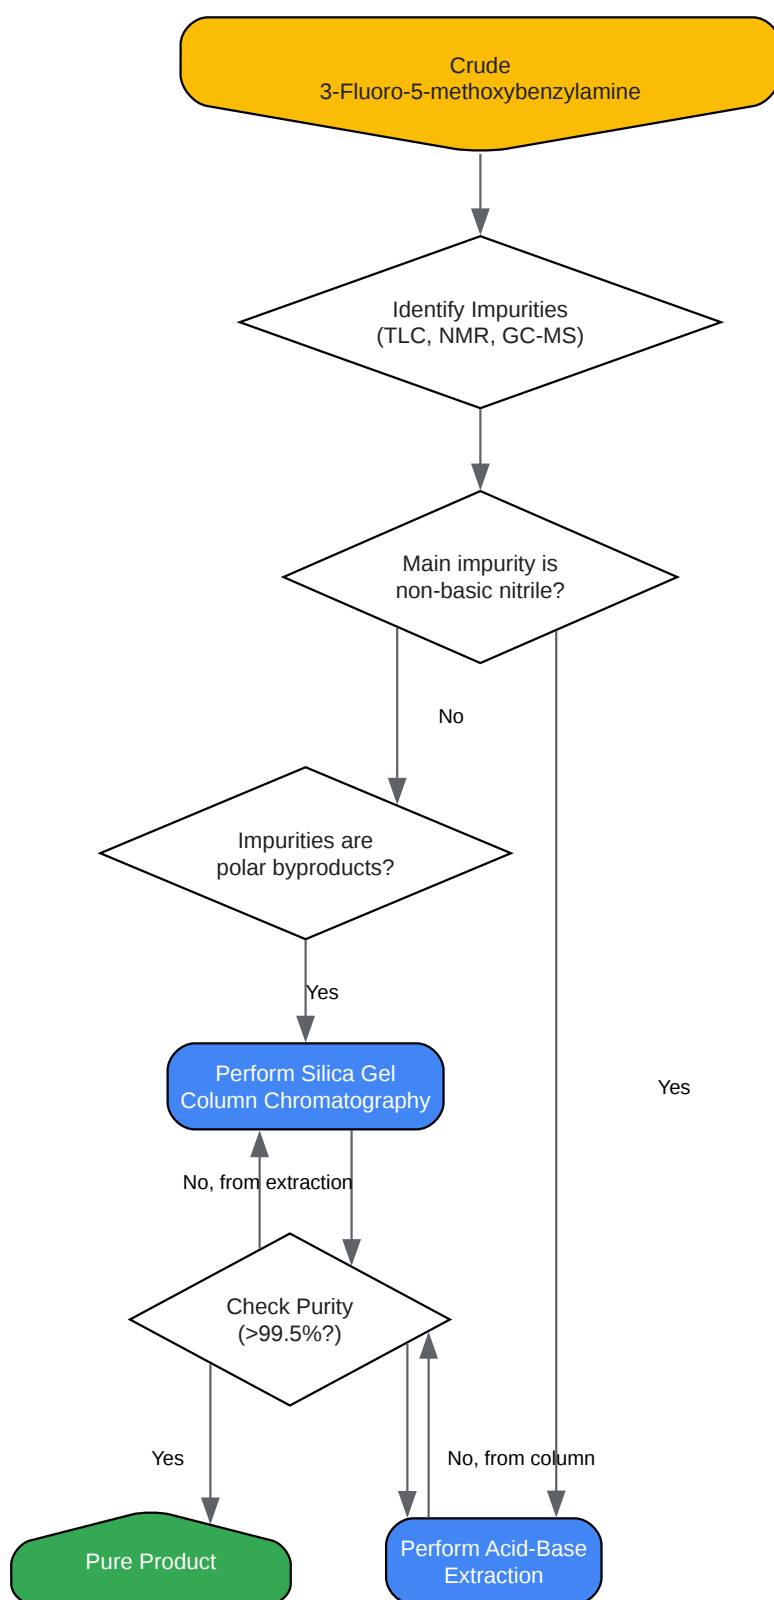 Crude
3-Fluoro-5-methoxybenzylamine
Identify Impurities
(TLC, NMR, GC-MS)
Main impurity is
non-basic nitrile?
No
Impurities are
polar byproducts?
Yes
Perform Silica Gel
Column Chromatography
Yes
No, from extraction
Check Purity
(>99.5%?)
Yes
No, from column
Pure Product
Perform Acid-Base
Extraction